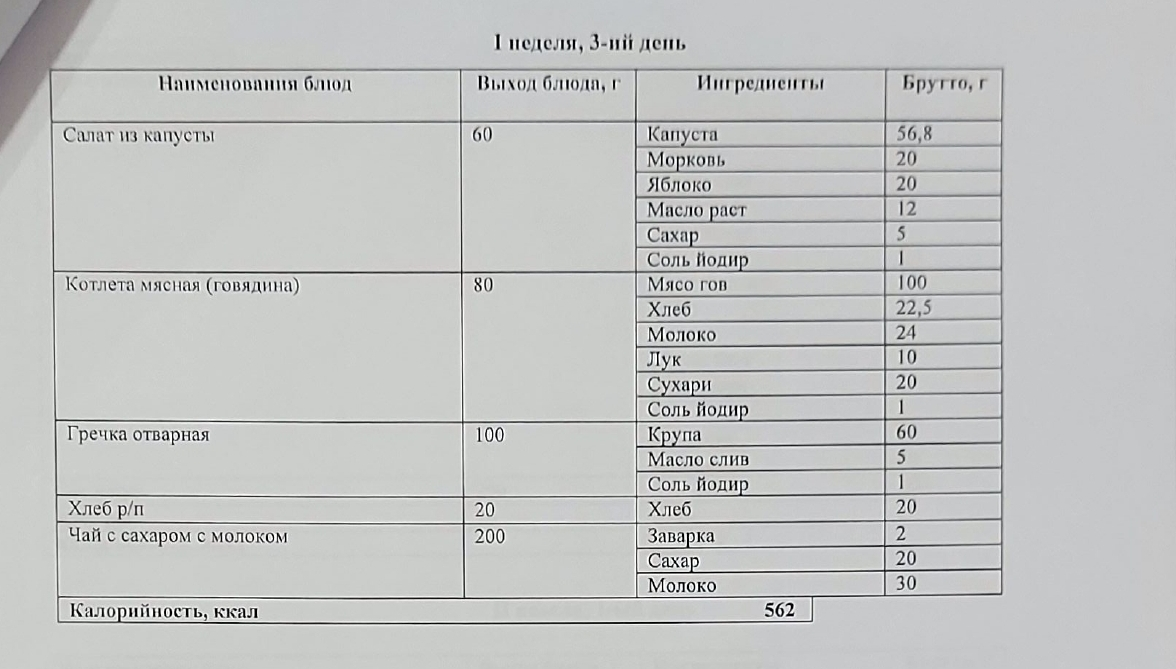 I неделя, 3-ий день
Наименования блюд Выход блюда, г Ингредиенты Брутто, г
Салат из капусты 60 Капуста 56,8
Морковь 20
Яблоко 20
Масло раст 12
Сахар 5
Соль йодир 1
Котлета мясная (говядина) 80 Мясо гов 100
Хлеб 22,5
Молоко 24
Лук 10
Сухари 20
Соль йодир 1
Гречка отварная 100 Крупа 60
Масло слив 5
Соль йодир 1
Хлеб р/п 20 Хлеб 20
Чай с сахаром с молоком 200 Заварка 2
Сахар 20
Молоко 30
Калорийность, ккал 562